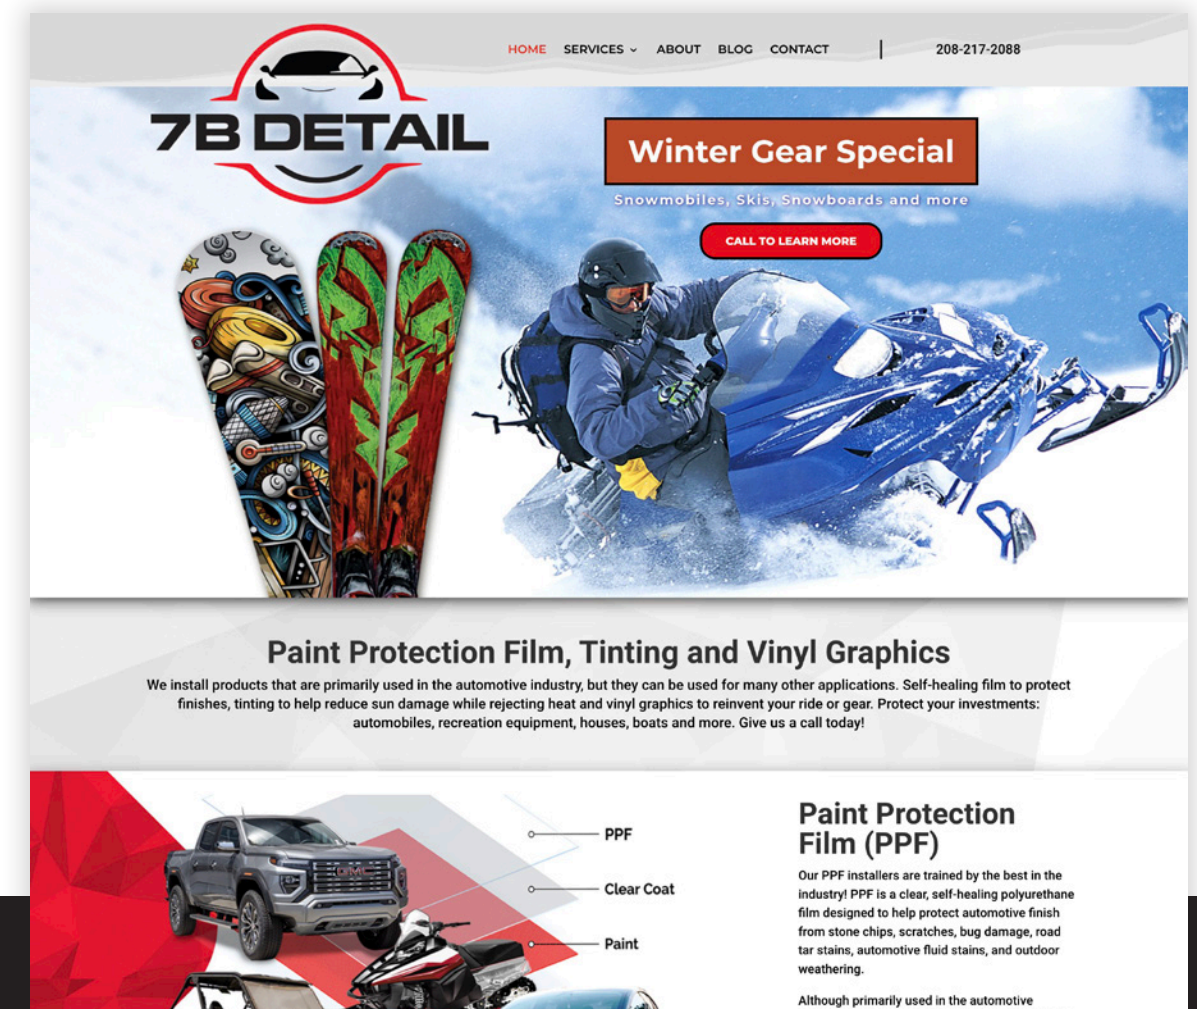 HOME SERVICES ABOUT BLOG CONTACT 208-217-2088
7B DETAIL
Winter Gear Special
Snowmobiles, Skis, Snowboards and more
CALL TO LEARN MORE
Paint Protection Film, Tinting and Vinyl Graphics
We install products that are primarily used in the automotive industry, but they can be used for many other applications. Self-healing film to protect
finishes, tinting to help reduce sun damage while rejecting heat and vinyl graphics to reinvent your ride or gear. Protect your investments:
automobiles, recreation equipment, houses, boats and more. Give us a call today!
PPF
Clear Coat
Paint
GMC
Paint Protection
Film (PPF)
Our PPF installers are trained by the best in the
industry! PPF is a clear, self-healing polyurethane
film designed to help protect automotive finish
from stone chips, scratches, bug damage, road
tar stains, automotive fluid stains, and outdoor
weathering.
Although primarily used in the automotive